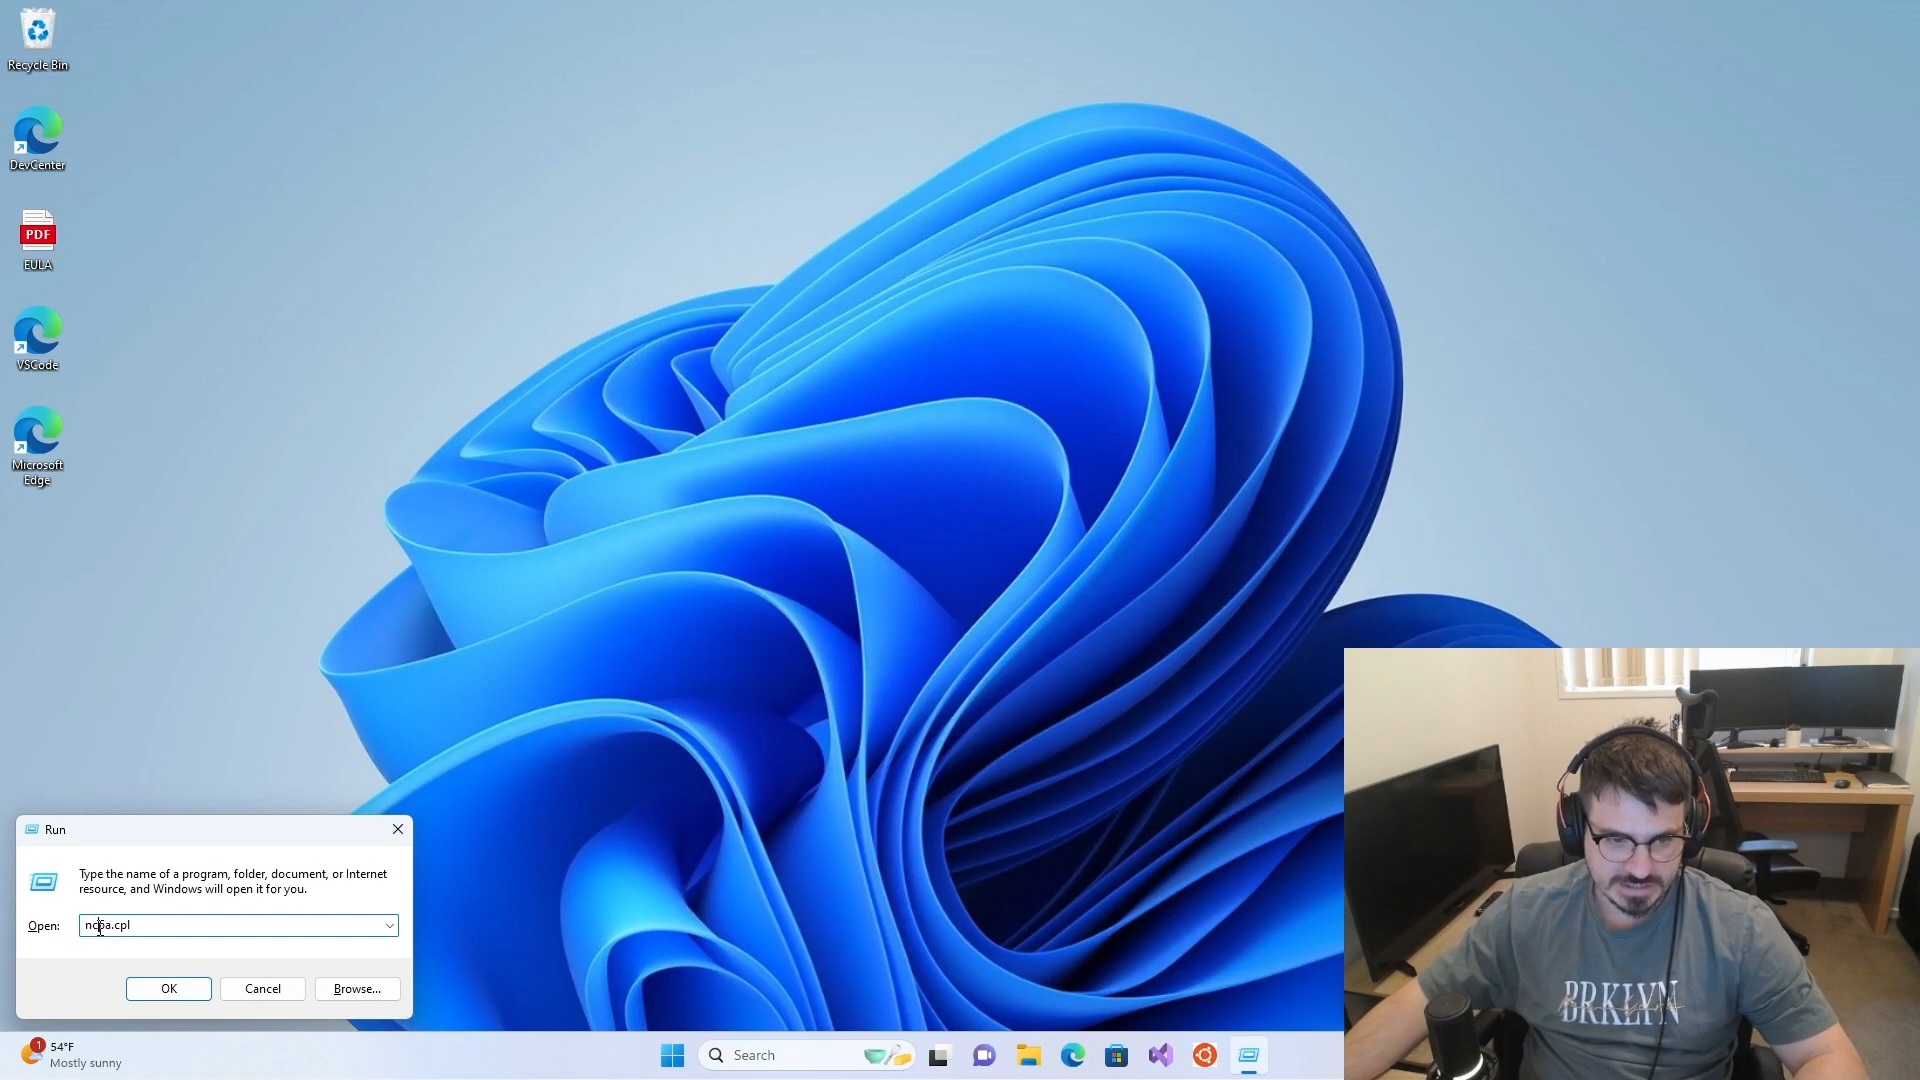 Recycle Bin
DevCenter
PDF
EULA
VSCode
Microsoft
Edge
Run
Type the name of a program, folder, document, or Internet
resource, and Windows will open it for you.
Open:
ncpa.cpl
OK
Cancel
Browse...
1
54°F
Mostly sunny
Search
BRKLYN